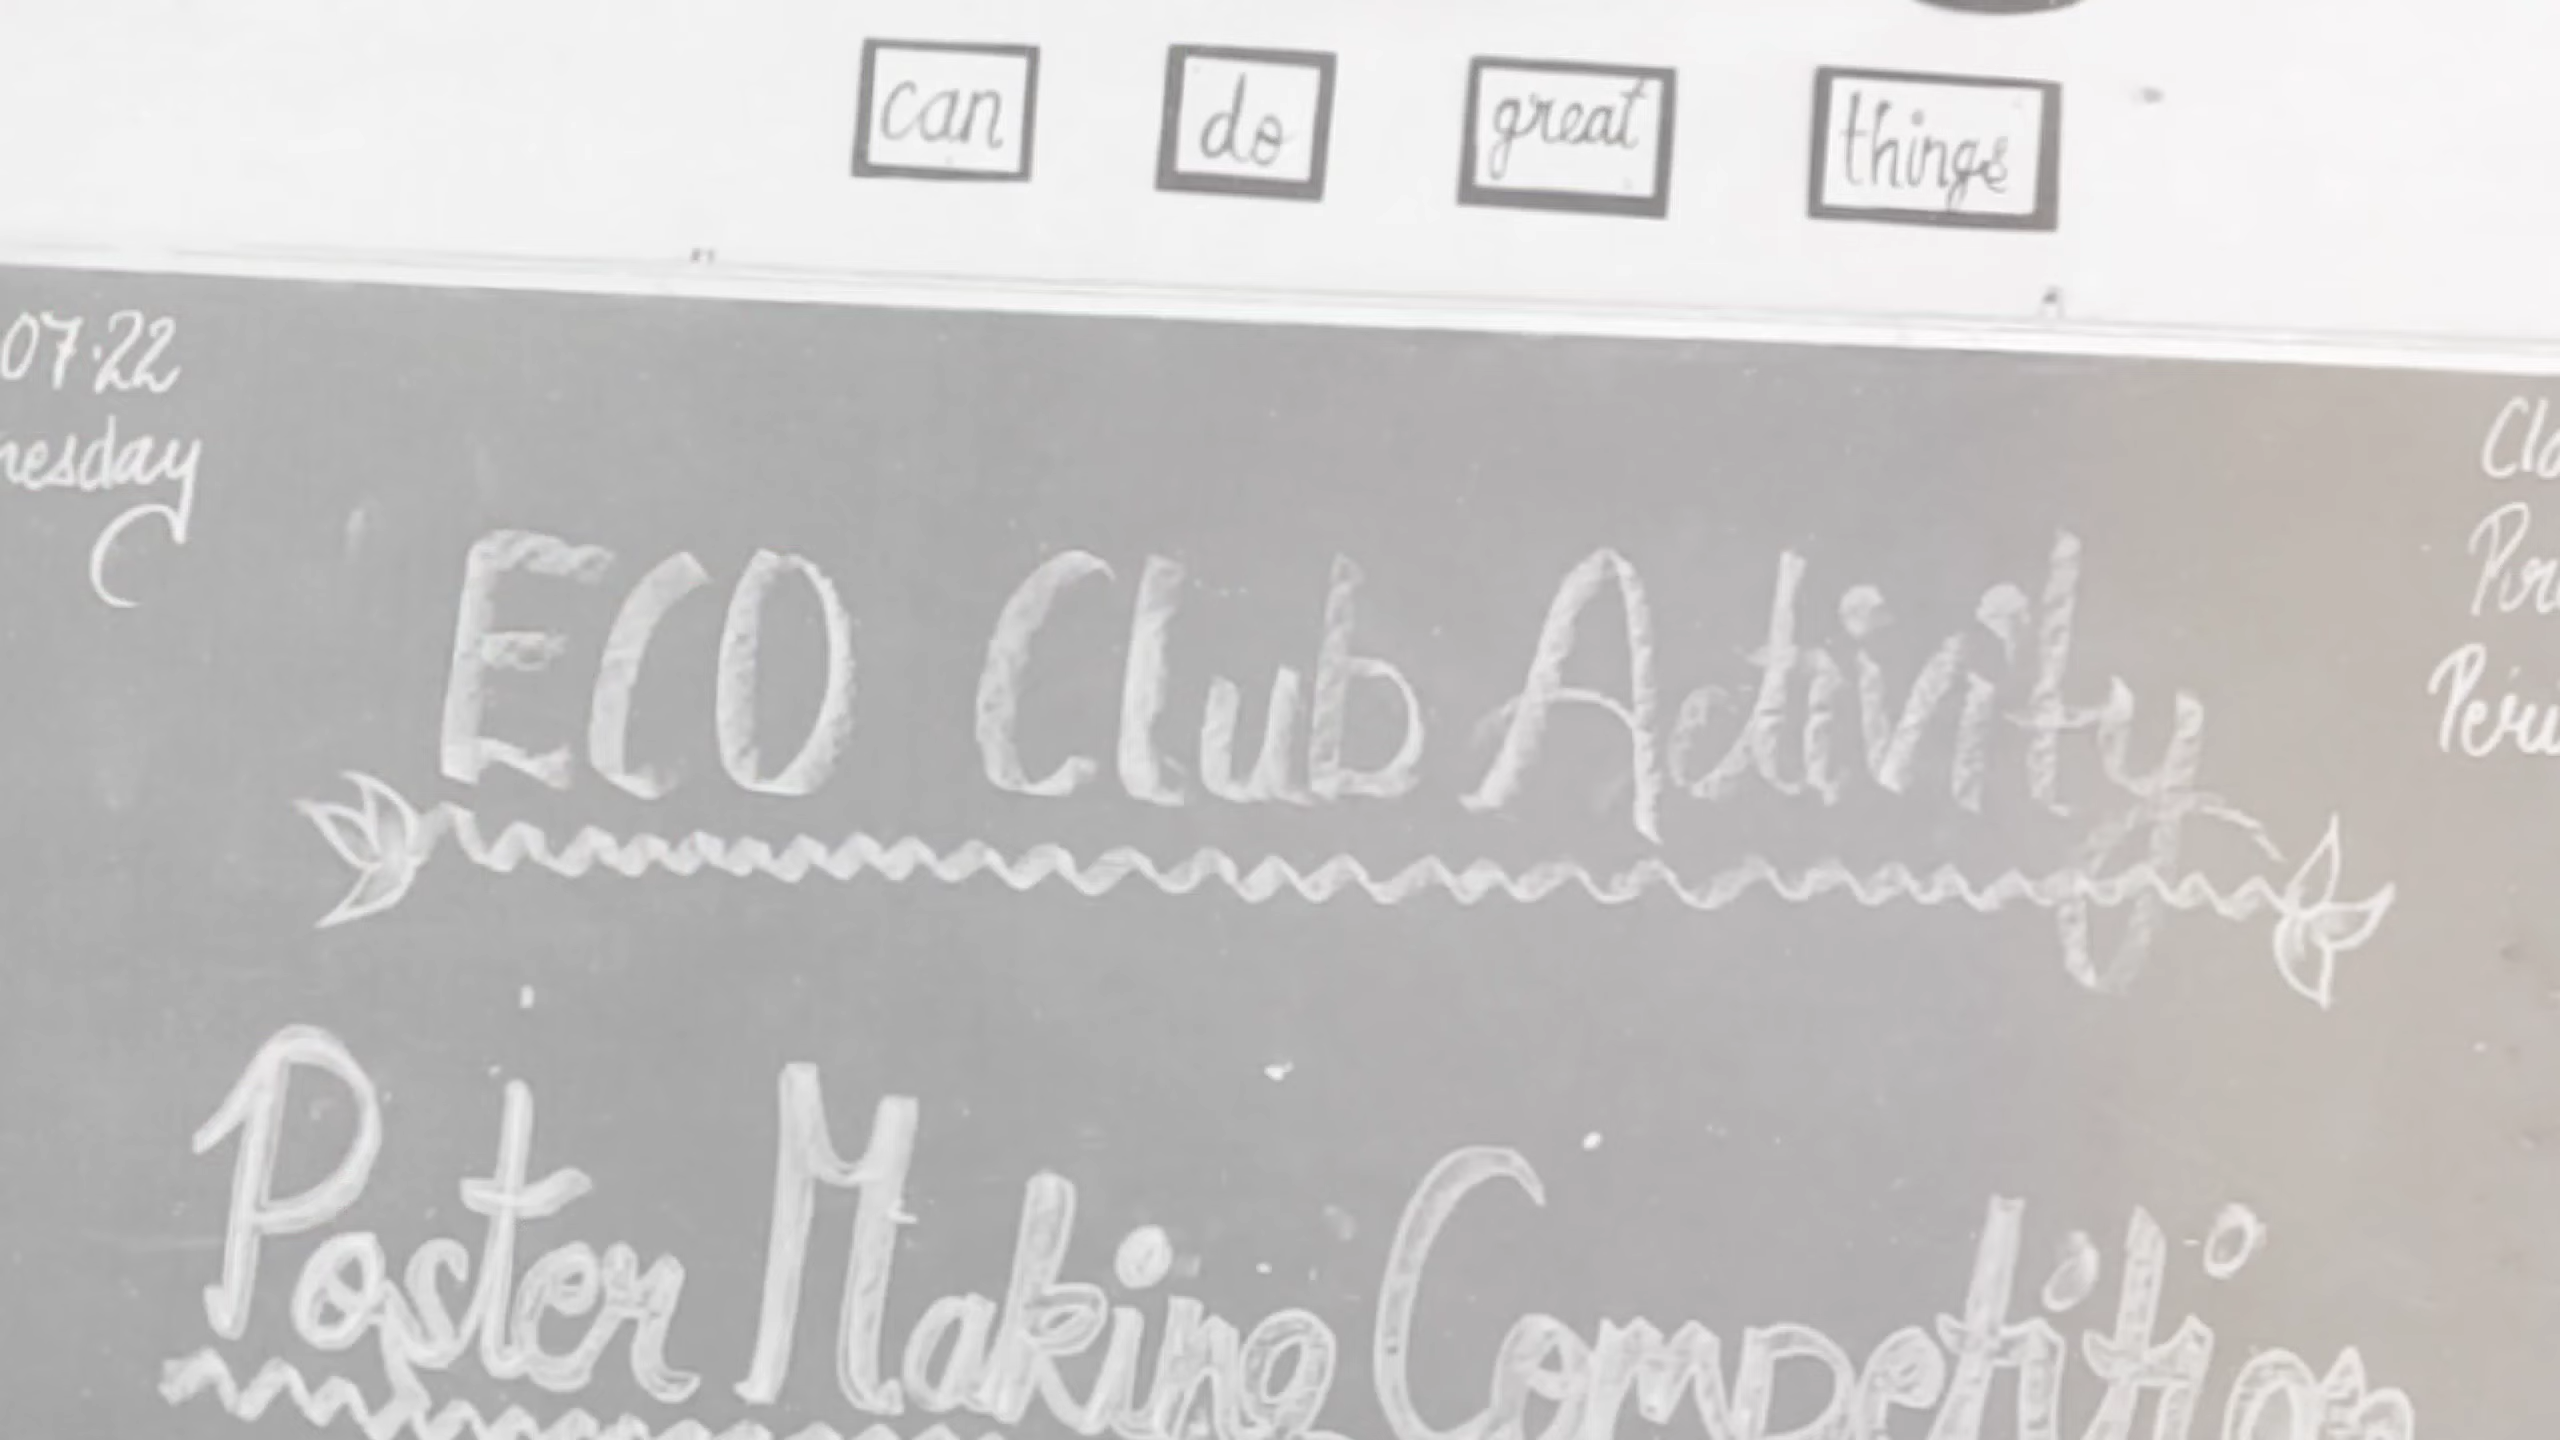 can do great things
07.22
nesday
C
ECO Club Activity
Poster Making Competition